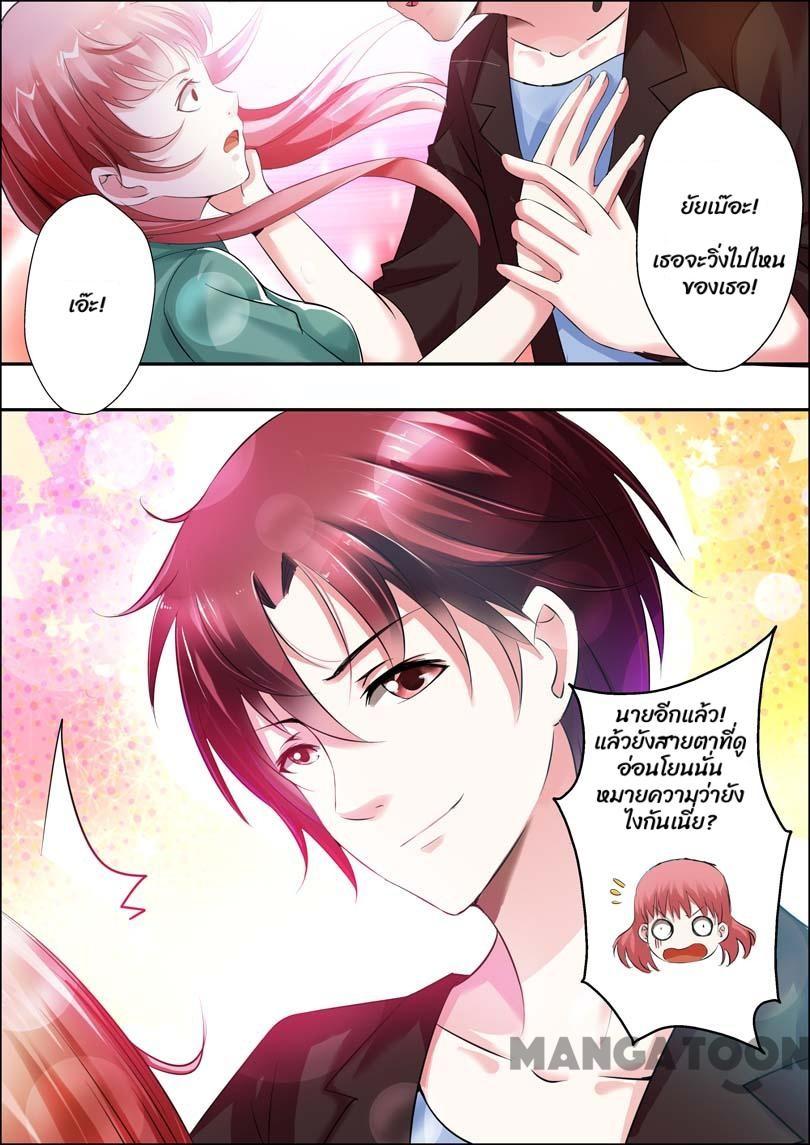 ยัยเบ๊อะ!
เธอจะวิ่งไปไหน
ของเธอ!
เอ๊ะ!
นายอีกแล้ว!
แล้วยังสายตาที่ดู
อ่อนโยนนั่น
หมายความว่ายัง
ไงกันเนี่ย?
MANGATOON